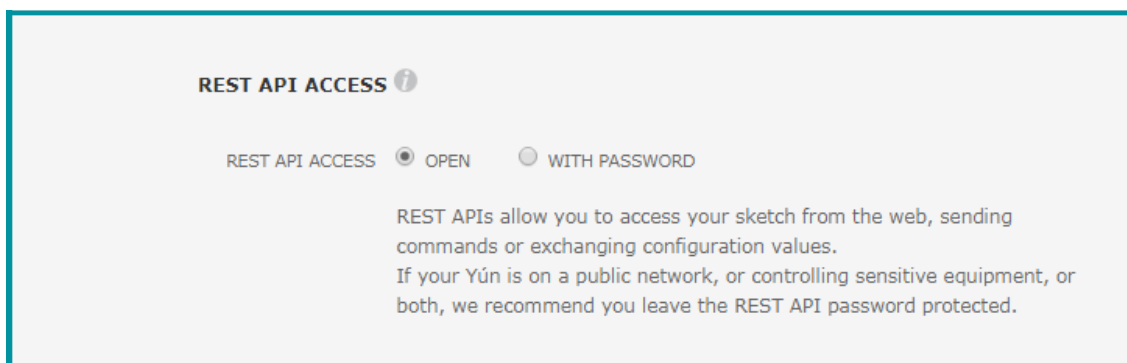 REST API ACCESS
REST API ACCESS OPEN WITH PASSWORD
REST APIs allow you to access your sketch from the web, sending
commands or exchanging configuration values.
If your Yún is on a public network, or controlling sensitive equipment, or
both, we recommend you leave the REST API password protected.